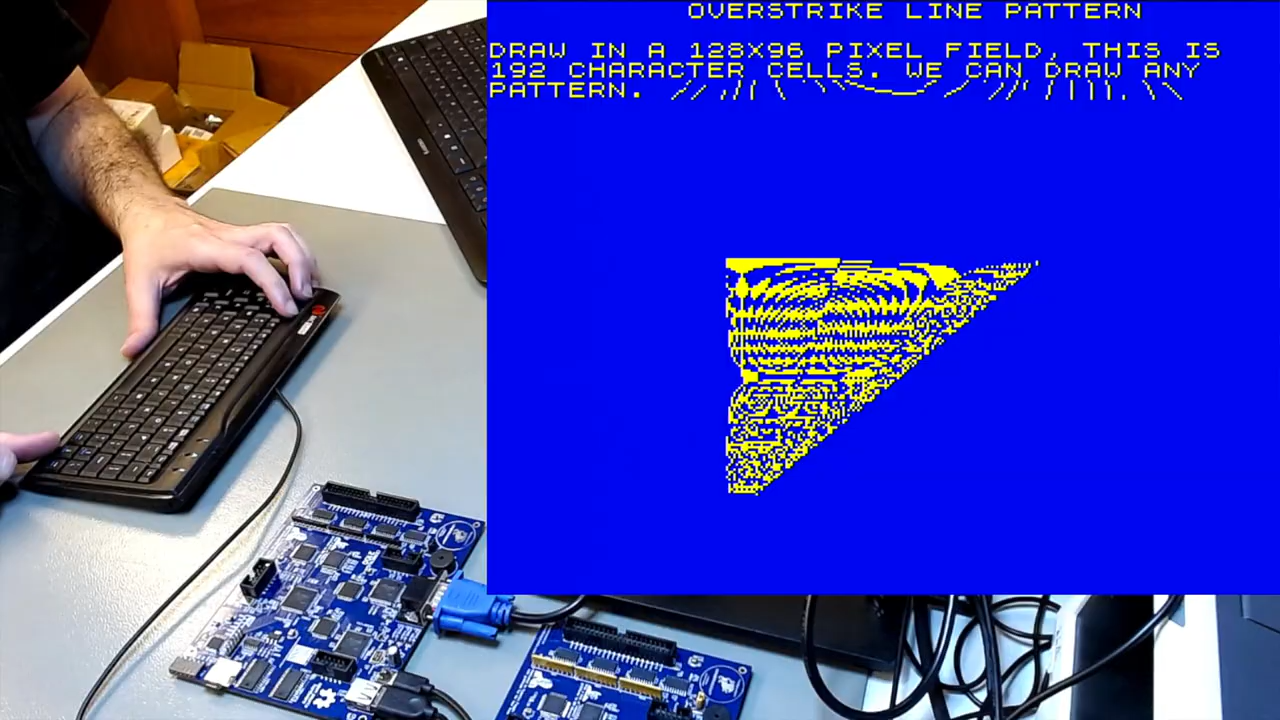 OVERSTRIKE LINE PATTERN
DRAW IN A 128X96 PIXEL FIELD, THIS IS
192 CHARACTER CELLS. WE CAN DRAW ANY
PATTERN.